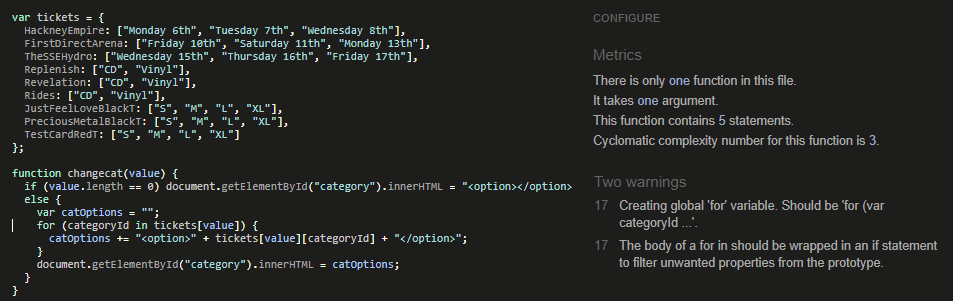 var tickets = {
HackneyEmpire: ["Monday 6th", "Tuesday 7th", "Wednesday 8th"],
FirstDirectArena: ["Friday 10th", "Saturday 11th", "Monday 13th"],
TheSSEHydro: ["Wednesday 15th", "Thursday 16th", "Friday 17th"],
Replenish: ["CD", "Vinyl"],
Revelation: ["CD", "Vinyl"],
Rides: ["CD", "Vinyl"],
JustFeelLoveBlackT: ["S", "M", "L", "XL"],
PreciousMetalBlackT: ["S", "M", "L", "XL"],
TestCardRedT: ["S", "M", "L", "XL"]
};
function changecat(value) {
if (value.length == 0) document.getElementById("category").innerHTML = "<option></option>
else {
var catOptions = "";
for (categoryId in tickets[value]) {
catOptions += "<option>" + tickets[value][categoryId] + "</option>";
}
document.getElementById("category").innerHTML = catOptions;
}
}
CONFIGURE
Metrics
There is only one function in this file.
It takes one argument.
This function contains 5 statements.
Cyclomatic complexity number for this function is 3.
Two warnings
17 Creating global 'for' variable. Should be 'for (var
categoryId ...'.
17 The body of a for in should be wrapped in an if statement
to filter unwanted properties from the prototype.